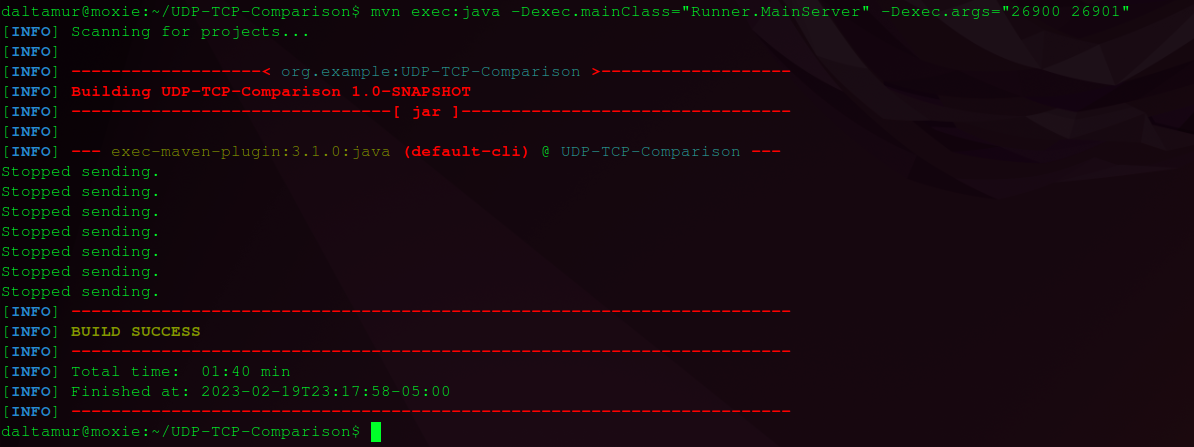 daltamur@moxie:~/UDP-TCP-Comparison$ mvn exec:java -Dexec.mainClass="Runner.MainServer" -Dexec.args="26900 26901"
[INFO] Scanning for projects...
[INFO]
[INFO] -------------------< org.example:UDP-TCP-Comparison >-------------------
[INFO] Building UDP-TCP-Comparison 1.0-SNAPSHOT
[INFO] --------------------------------[ jar ]---------------------------------
[INFO]
[INFO] --- exec-maven-plugin:3.1.0:java (default-cli) @ UDP-TCP-Comparison ---
Stopped sending.
Stopped sending.
Stopped sending.
Stopped sending.
Stopped sending.
Stopped sending.
Stopped sending.
[INFO] ------------------------------------------------------------------------
[INFO] BUILD SUCCESS
[INFO] ------------------------------------------------------------------------
[INFO] Total time:  01:40 min
[INFO] Finished at: 2023-02-19T23:17:58-05:00
[INFO] ------------------------------------------------------------------------
daltamur@moxie:~/UDP-TCP-Comparison$